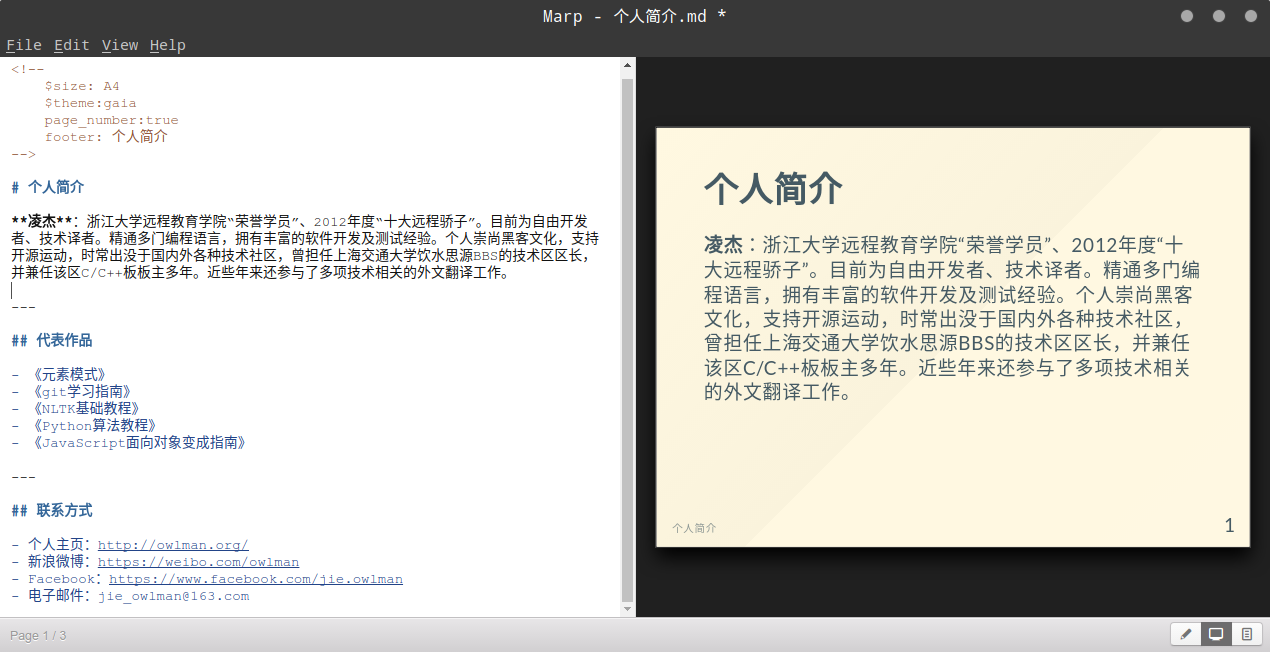 Marp - 个人简介.md *
File Edit View Help
<!--
$size: A4
$theme:gaia
page_number:true
footer: 个人简介
-->
# 个人简介
**凌杰**：浙江大学远程教育学院“荣誉学员”、2012年度“十大远程骄子”。目前为自由开发
者、技术译者。精通多门编程语言，拥有丰富的软件开发及测试经验。个人崇尚黑客文化，支持
开源运动，时常出没于国内外各种技术社区，曾担任上海交通大学饮水思源BBS的技术区区长，
并兼任该区C/C++板板主多年。近些年来还参与了多项技术相关的外文翻译工作。
---
## 代表作品
- 《元素模式》
- 《git学习指南》
- 《NLTK基础教程》
- 《Python算法教程》
- 《JavaScript面向对象变成指南》
---
## 联系方式
- 个人主页：http://owlman.org/
- 新浪微博：https://weibo.com/owlman
- Facebook：https://www.facebook.com/jie.owlman
- 电子邮件：jie_owlman@163.com
个人简介
凌杰：浙江大学远程教育学院“荣誉学员”、2012年度“十
大远程骄子”。目前为自由开发者、技术译者。精通多门编
程语言，拥有丰富的软件开发及测试经验。个人崇尚黑客
文化，支持开源运动，时常出没于国内外各种技术社区，
曾担任上海交通大学饮水思源BBS的技术区区长，并兼任
该区C/C++板板主多年。近些年来还参与了多项技术相关
的外文翻译工作。
个人简介
1
Page 1 / 3